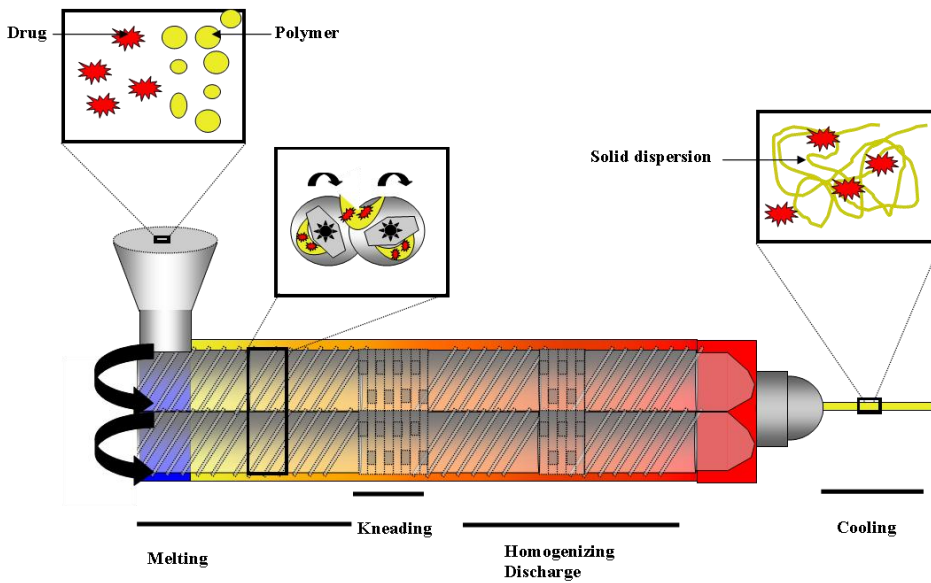 Drug
Polymer
Solid dispersion
Kneading
Cooling
Melting
Homogenizing
Discharge